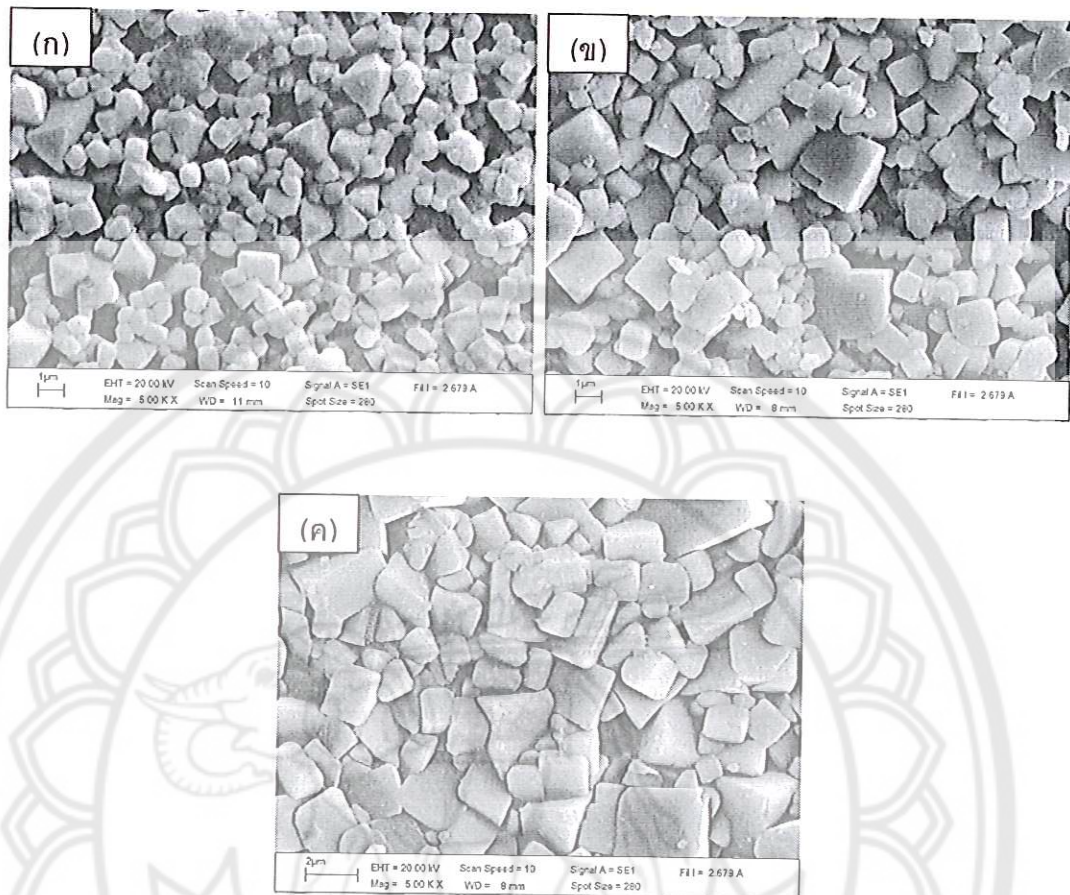 (ก)
(ข)
1µm EHT = 20.00 kV Scan Speed = 10 Signal A = SE1 Fil I = 2.679 A
Mag = 5.00 K X WD = 11 mm Spot Size = 280
1µm EHT = 20.00 kV Scan Speed = 10 Signal A = SE1 Fil I = 2.679 A
Mag = 5.00 K X WD = 8 mm Spot Size = 280
(ค)
2µm EHT = 20.00 kV Scan Speed = 10 Signal A = SE1 Fil I = 2.679 A
Mag = 5.00 K X WD = 8 mm Spot Size = 280